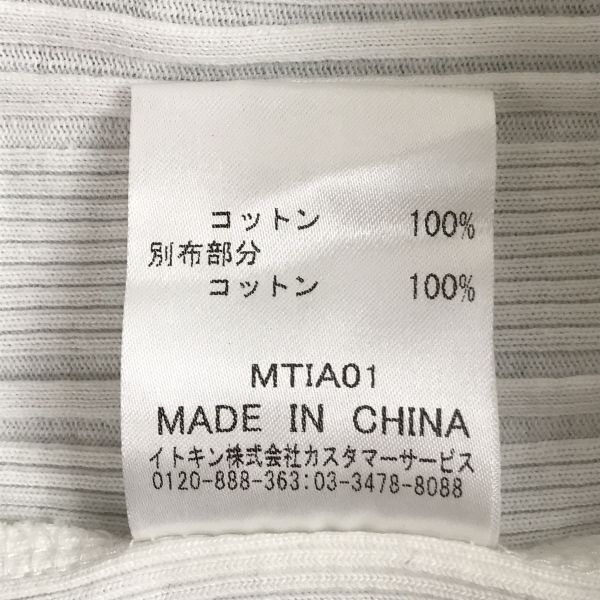 コットン 100%
別布部分
コットン 100%
MTIA01
MADE IN CHINA
イトキン株式会社カスタマーサービス
0120-888-363:03-3478-8088